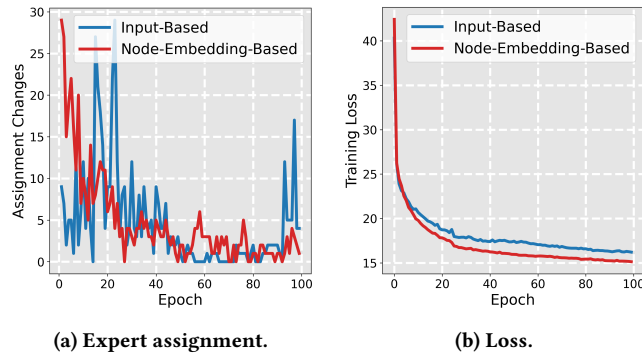 30
25
20
15
10
5
0
Assignment Changes
Input-Based
Node-Embedding-Based
0 20 40 60 80 100
Epoch
(a) Expert assignment.
40
35
30
25
20
15
Training Loss
Input-Based
Node-Embedding-Based
0 20 40 60 80 100
Epoch
(b) Loss.